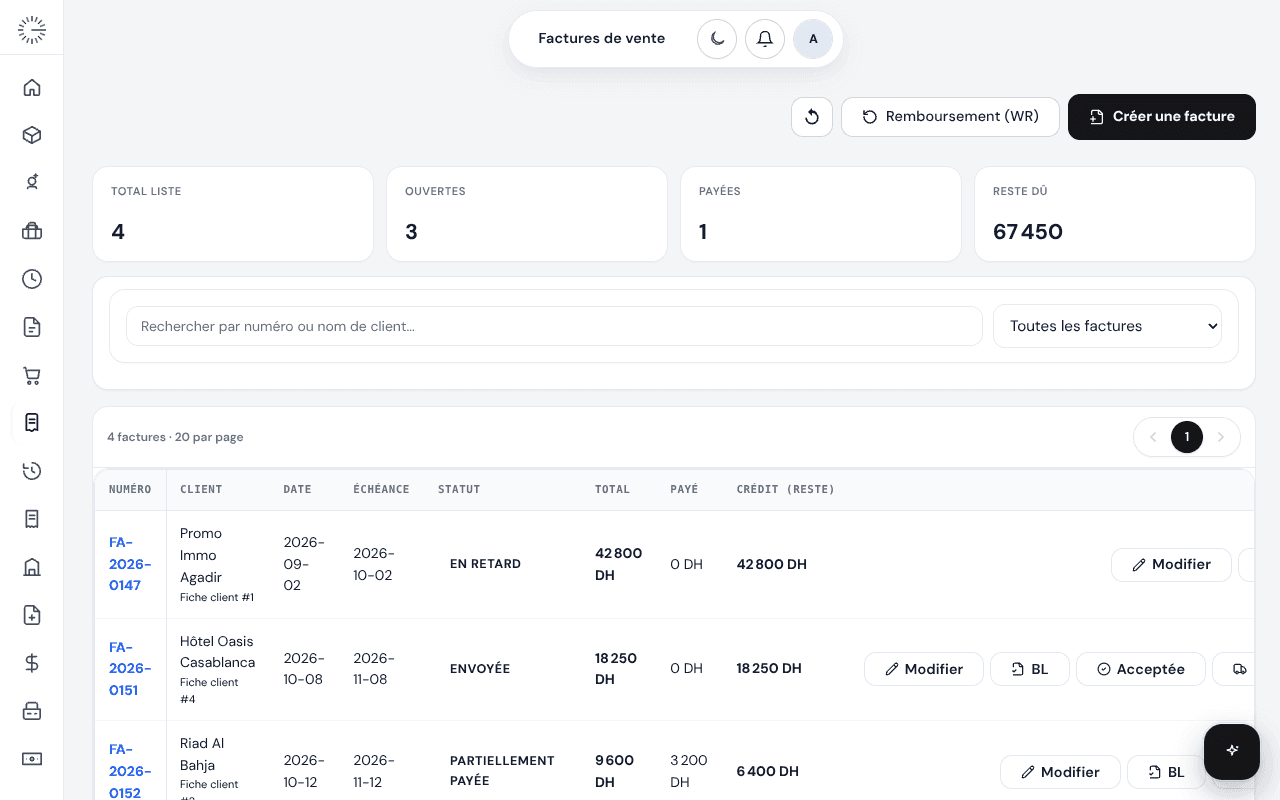 Factures de vente
A
Remboursement (WR)
Créer une facture
TOTAL LISTE
4
OUVERTES
3
PAYÉES
1
RESTE DÛ
67 450
Rechercher par numéro ou nom de client...
Toutes les factures
4 factures · 20 par page
1
NUMÉRO
CLIENT
DATE
ÉCHÉANCE
STATUT
TOTAL
PAYÉ
CRÉDIT (RESTE)
FA-
2026-
0147
Promo
Immo
Agadir
Fiche client #1
2026-
09-
02
2026-
10-02
EN RETARD
42 800
DH
0 DH
42 800 DH
Modifier
FA-
2026-
0151
Hôtel Oasis
Casablanca
Fiche client
#4
2026-
10-08
2026-
11-08
ENVOYÉE
18 250
DH
0 DH
18 250 DH
Modifier
BL
Acceptée
FA-
2026-
0152
Riad Al
Bahja
Fiche client
2026-
10-12
2026-
11-12
PARTIELLEMENT
PAYÉE
9 600
DH
3 200
DH
6 400 DH
Modifier
BL